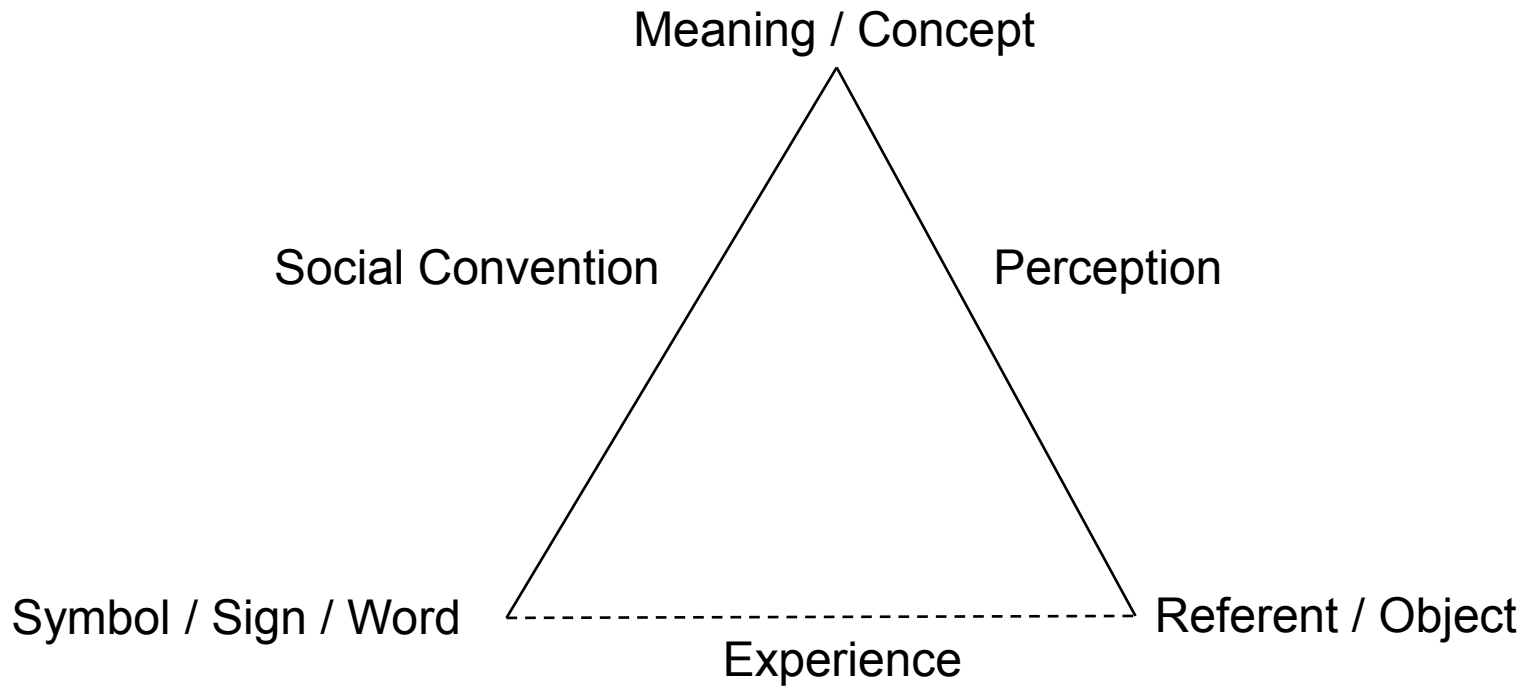 Meaning / Concept
Social Convention
Perception
Symbol / Sign / Word
Referent / Object
Experience